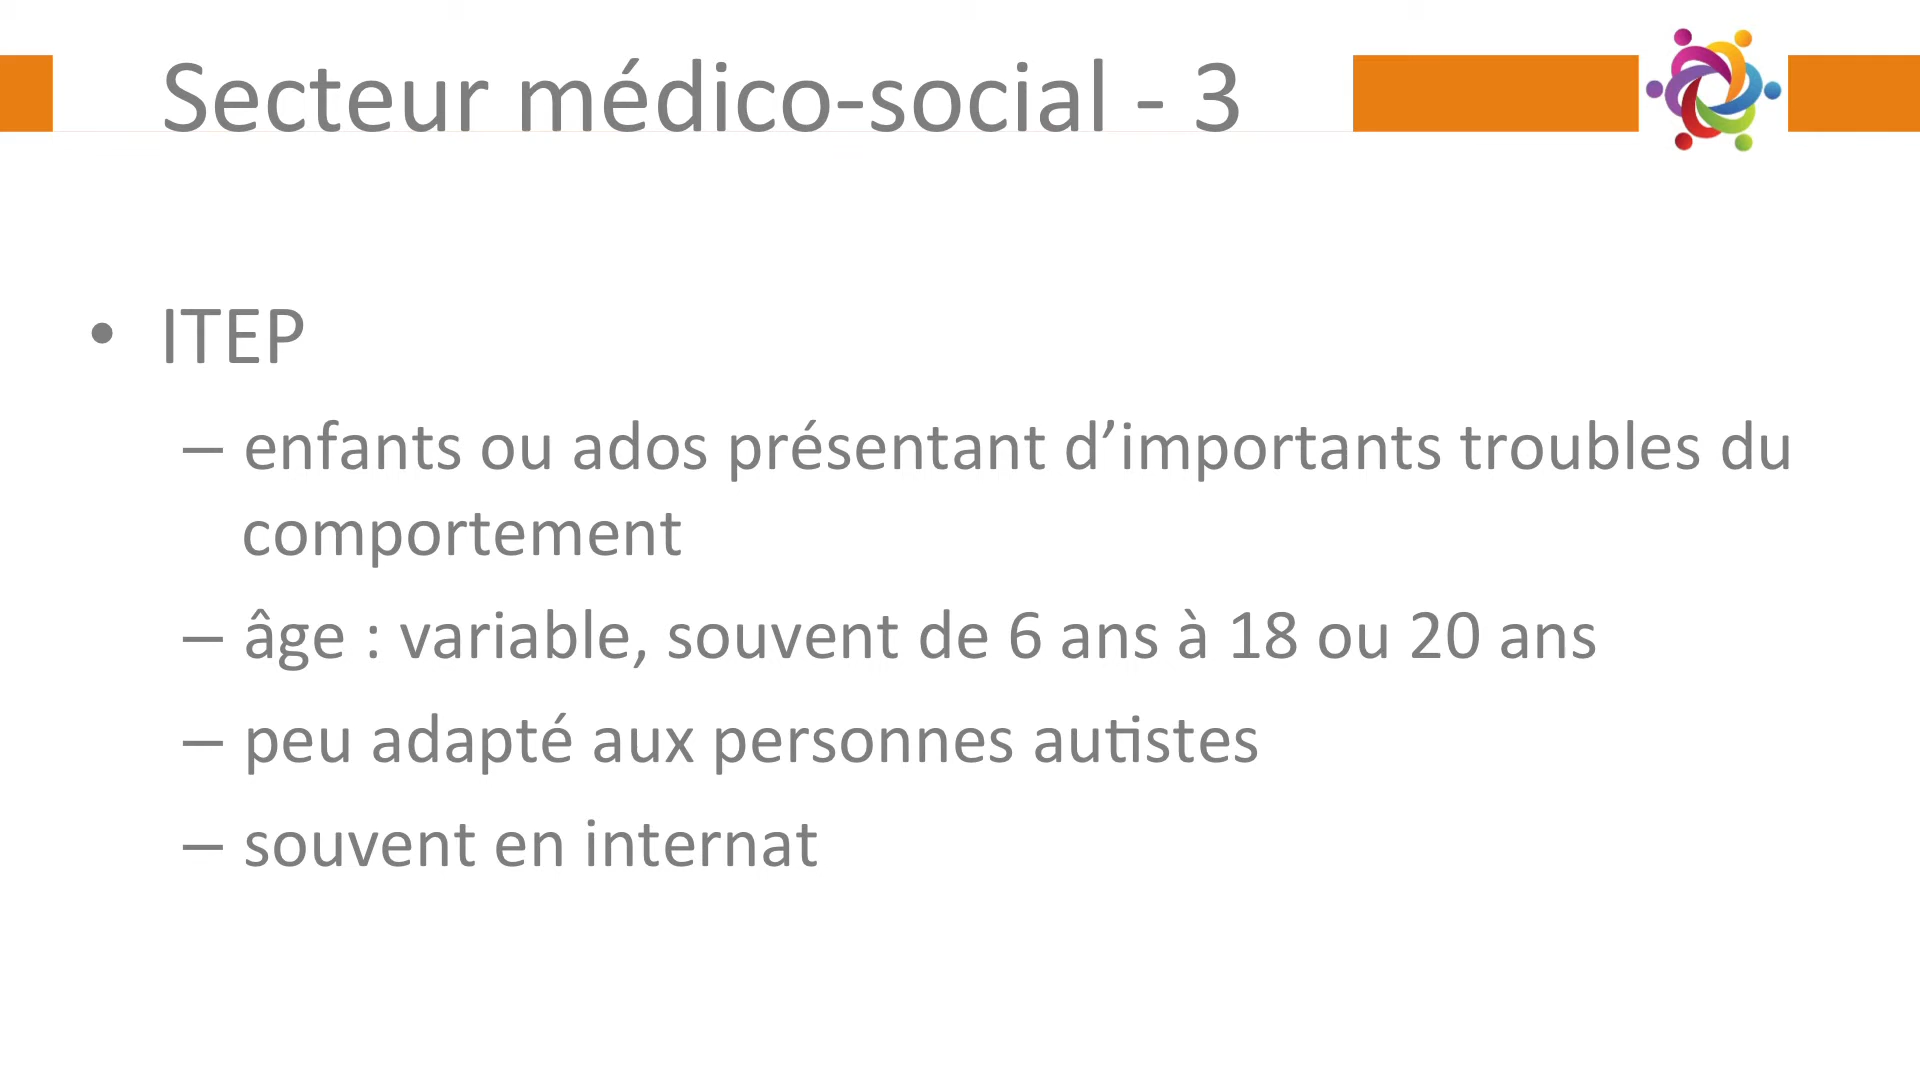 Secteur médico-social - 3
• ITEP
– enfants ou ados présentant d’importants troubles du
comportement
– âge : variable, souvent de 6 ans à 18 ou 20 ans
– peu adapté aux personnes autistes
– souvent en internat